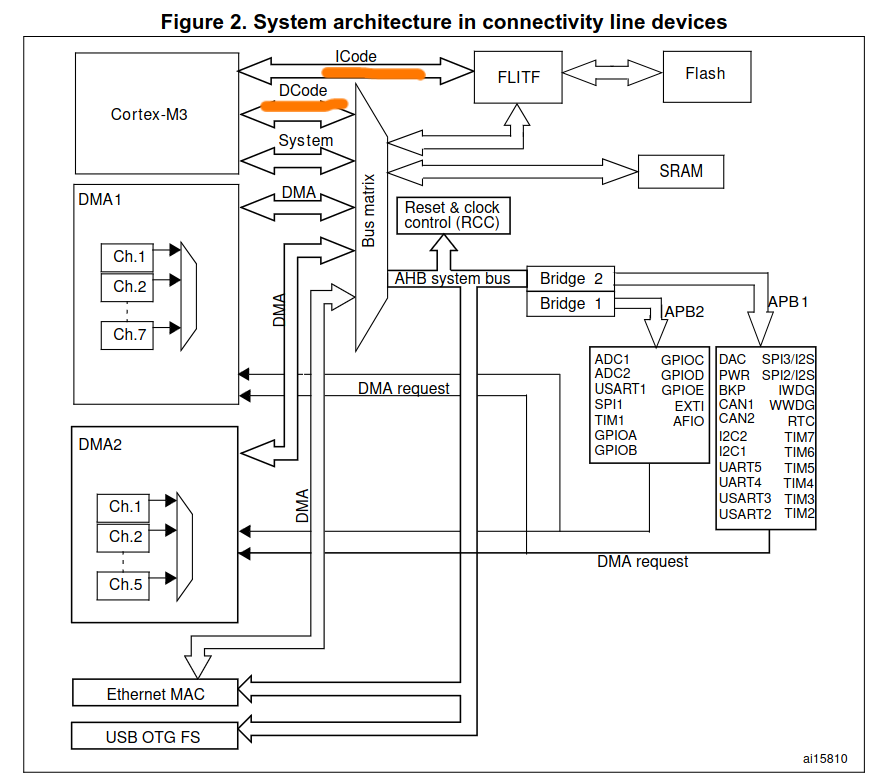 Figure 2. System architecture in connectivity line devices
ICode
Cortex-M3
DCode
System
FLITF
Flash
SRAM
Bus matrix
DMA1
DMA
Ch.1
Ch.2
Ch.7
Reset & clock
control (RCC)
AHB system bus
Bridge 2
Bridge 1
APB2
APB1
DMA
DMA request
ADC1
ADC2
USART1
SPI1
TIM1
GPIOA
GPIOB
GPIOC
GPIOD
GPIOE
EXTI
AFIO
DAC
PWR
BKP
CAN1
CAN2
I2C2
I2C1
UART5
UART4
USART3
USART2
SPI3/I2S
SPI2/I2S
IWDG
WWDG
RTC
TIM7
TIM6
TIM5
TIM4
TIM3
TIM2
DMA2
Ch.1
Ch.2
Ch.5
DMA
DMA request
Ethernet MAC
USB OTG FS
ai15810